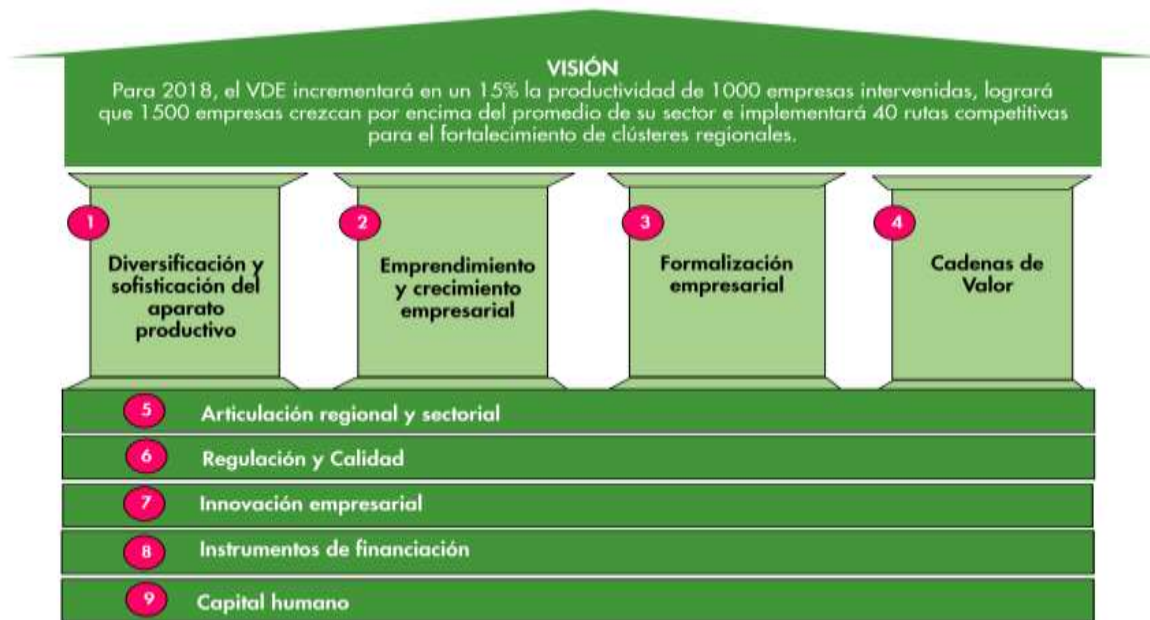 VISIÓN
Para 2018, el VDE incrementará en un 15% la productividad de 1000 empresas intervenidas, logrará
que 1500 empresas crezcan por encima del promedio de su sector e implementará 40 rutas competitivas
para el fortalecimiento de clústeres regionales.
1
Diversificación y
sofisticación del
aparato
productivo
2
Emprendimiento
y crecimiento
empresarial
3
Formalización
empresarial
4
Cadenas de
Valor
5 Articulación regional y sectorial
6 Regulación y Calidad
7 Innovación empresarial
8 Instrumentos de financiación
9 Capital humano